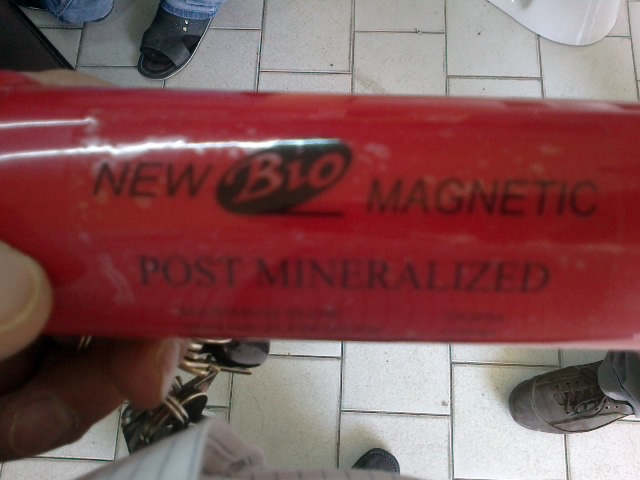 NEW Bio MAGNETIC
POST MINERALIZED